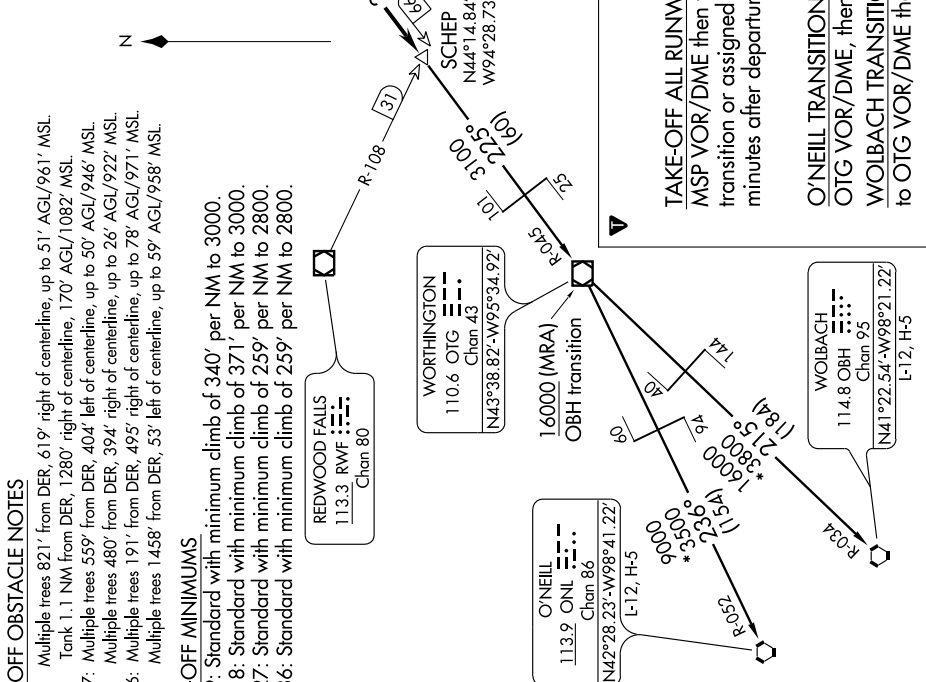 OFF OBSTACLE NOTES
Multiple trees 821' from DER, 619' right of centerline, up to 51' AGL/961' MSL.
Tank 1.1 NM from DER, 1280' right of centerline, 170' AGL/1082' MSL.
7: Multiple trees 559' from DER, 404' left of centerline, up to 50' AGL/946' MSL.
Multiple trees 480' from DER, 394' right of centerline, up to 26' AGL/922' MSL.
6: Multiple trees 191' from DER, 495' right of centerline, up to 78' AGL/971' MSL.
Multiple trees 1458' from DER, 53' left of centerline, up to 59' AGL/958' MSL.
-OFF MINIMUMS
: Standard with minimum climb of 340' per NM to 3000.
8: Standard with minimum climb of 371' per NM to 3000.
27: Standard with minimum climb of 259' per NM to 2800.
36: Standard with minimum climb of 259' per NM to 2800.
N
REDWOOD FALLS
113.3 RWF
Chan 80
R-108
31
66
SCHEP
N44°14.84'
W94°28.73
3100
225°
(60)
101
25
R-045
WORTHINGTON
110.6 OTG
Chan 43
N43°38.82'-W95°34.92'
16000 (MRA)
OBH transition
60
94
40
144
9000
*3500
236°
(154)
16000
*3800
215°
(184)
R-052
R-034
O'NEILL
113.9 ONL
Chan 86
N42°28.23'-W98°41.22'
L-12, H-5
WOLBACH
114.8 OBH
Chan 95
N41°22.54'-W98°21.22'
L-12, H-5
T
TAKE-OFF ALL RUNW
MSP VOR/DME then
transition or assigned
minutes after departur
O'NEILL TRANSITION
OTG VOR/DME, then
WOLBACH TRANSITI
to OTG VOR/DME th